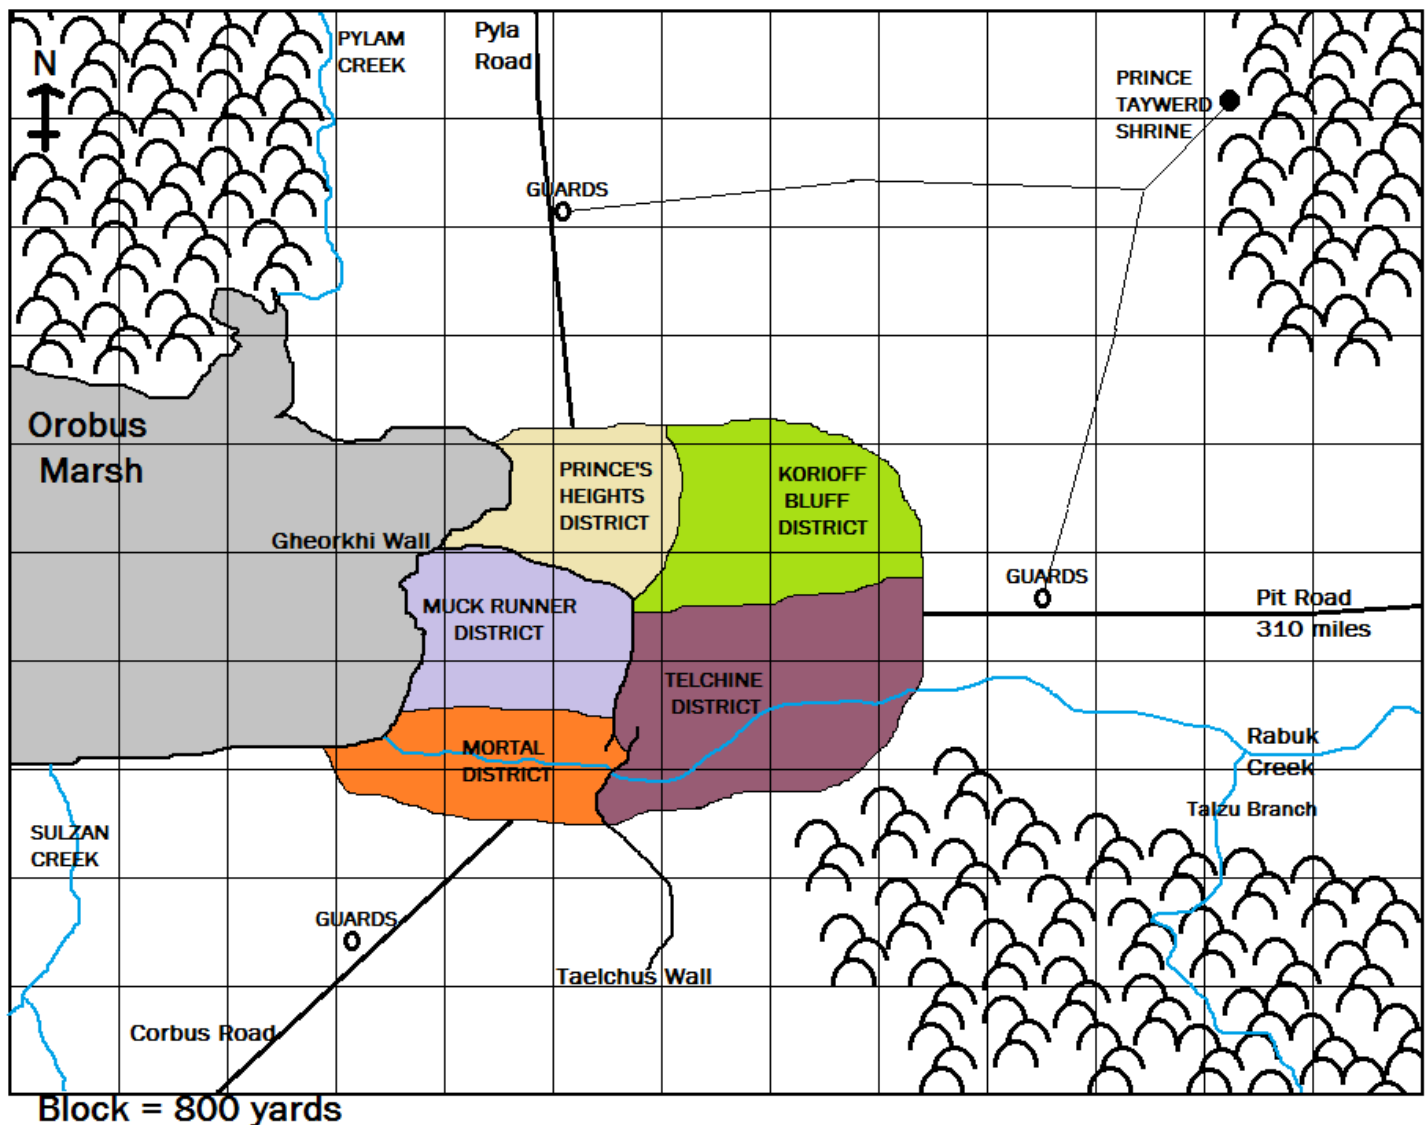 N
PYLAM
CREEK
Pyla
Road
PRINCE
TAYWERD
SHRINE
GUARDS
Orobus
Marsh
PRINCE'S
HEIGHTS
DISTRICT
KORIOFF
BLUFF
DISTRICT
Gheorkhi Wall
GUARDS
MUCK RUNNER
DISTRICT
Pit Road
310 miles
TELCHINE
DISTRICT
MORTAL
DISTRICT
Rabuk
Creek
Talzu Branch
SULZAN
CREEK
GUARDS
Taelchus Wall
Corbus Road
Block = 800 yards